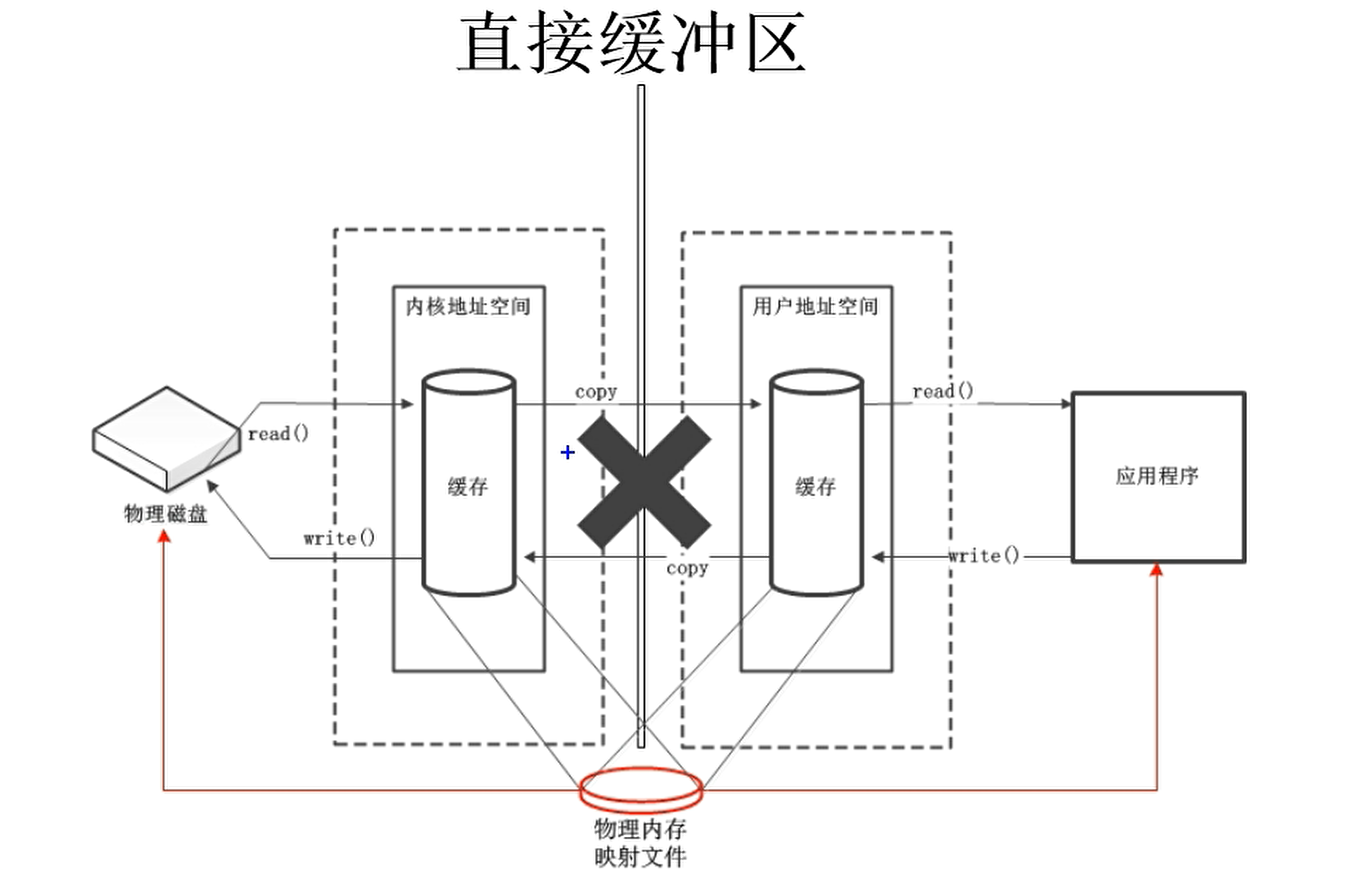 直接缓冲区
内核地址空间
用户地址空间
copy
read()
read()
缓存
缓存
应用程序
物理磁盘
write()
copy
write()
物理内存
映射文件